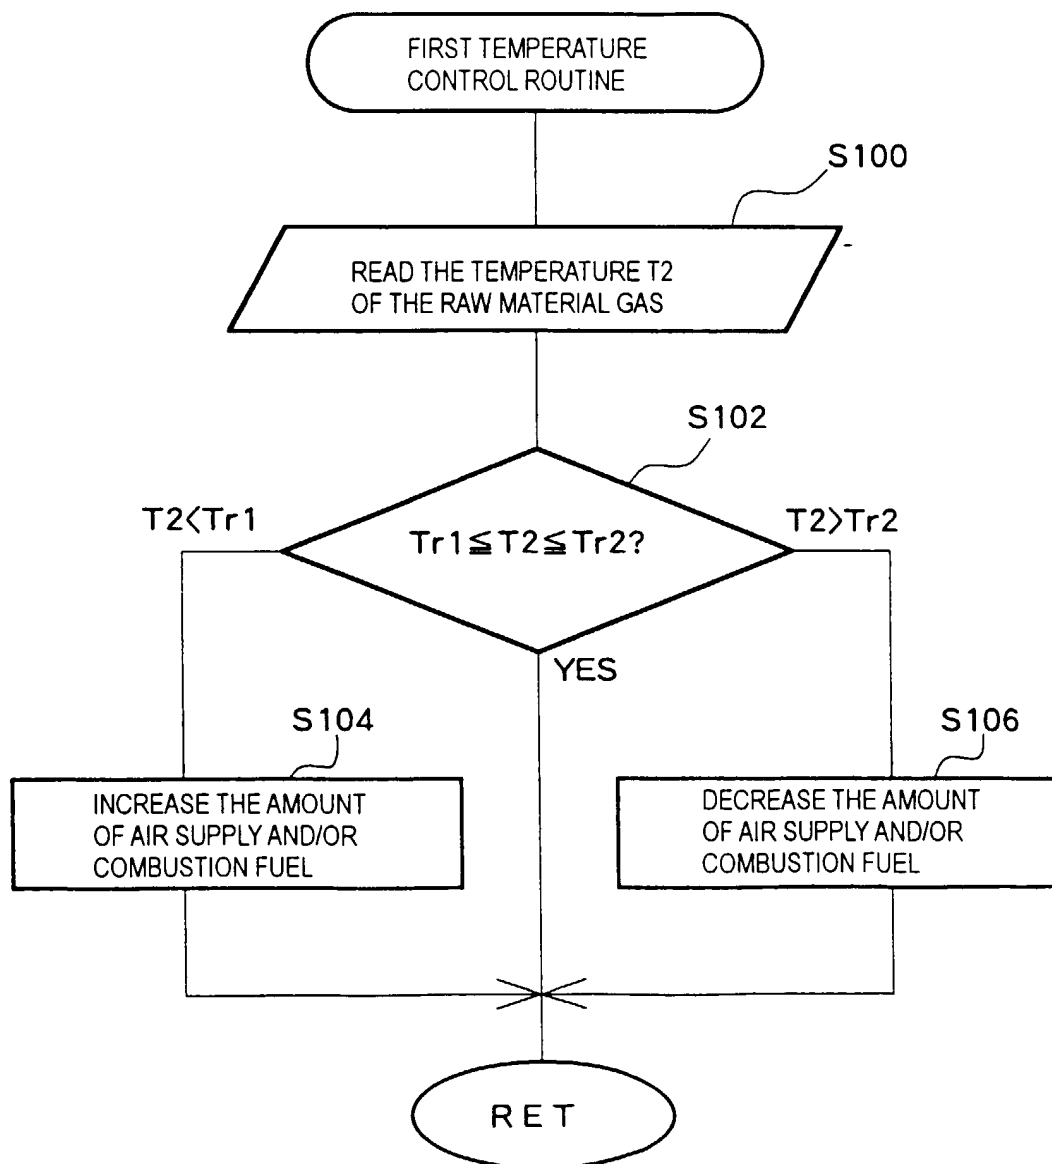 FIRST TEMPERATURE
CONTROL ROUTINE
S100
READ THE TEMPERATURE T2
OF THE RAW MATERIAL GAS
S102
T2<Tr1
Tr1≦T2≦Tr2?
T2>Tr2
YES
S104
INCREASE THE AMOUNT
OF AIR SUPPLY AND/OR
COMBUSTION FUEL
S106
DECREASE THE AMOUNT
OF AIR SUPPLY AND/OR
COMBUSTION FUEL
RET